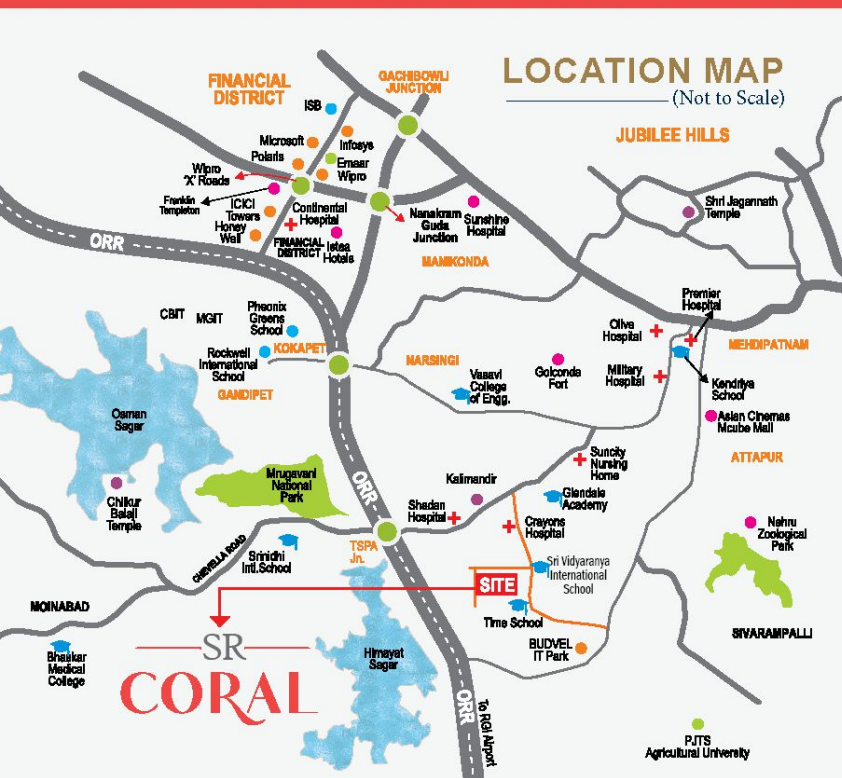 LOCATION MAP
(Not to Scale)
FINANCIAL
DISTRICT
GACHIBOWLI
JUNCTION
JUBILEE HILLS
ISB
Microsoft
Infosys
Polaris
Emaar
Wipro
Wipro
'X' Roads
Franklin
Templeton
ICICI
Towers
Honey
Well
Continental
Hospital
FINANCIAL
DISTRICT
Istaa
Hotels
Nanakram
Guda
Junction
Sunshine
Hospital
Shri Jagannath
Temple
ORR
MANIKONDA
Premier
Hospital
CBIT
MGIT
Pheonix
Greens
School
Oliva
Hospital
MEHDIPATNAM
Rockwell
International
School
KOKAPET
NARSINGI
GANDIPET
Vasavi
College
of Engg.
Golconda
Fort
Military
Hospital
Kendriya
School
Asian Cinemas
Mcube Mall
Osman
Sagar
ATTAPUR
Suncity
Nursing
Home
Mrugavani
National
Park
ORR
Kalimandir
Chilkur
Balaji
Temple
Shadan
Hospital
Glendale
Academy
Crayons
Hospital
Nehru
Zoological
Park
CHEVELLA ROAD
Srinidhi
Intl.School
TSPA
Jn.
Sri Vidyaranya
International
School
SITE
MOINABAD
Time School
SIVARAMPALLI
BUDVEL
IT Park
SR
CORAL
Bhaskar
Medical
College
Himayat
Sagar
ORR
To RGI Airport
PJTS
Agricultural University